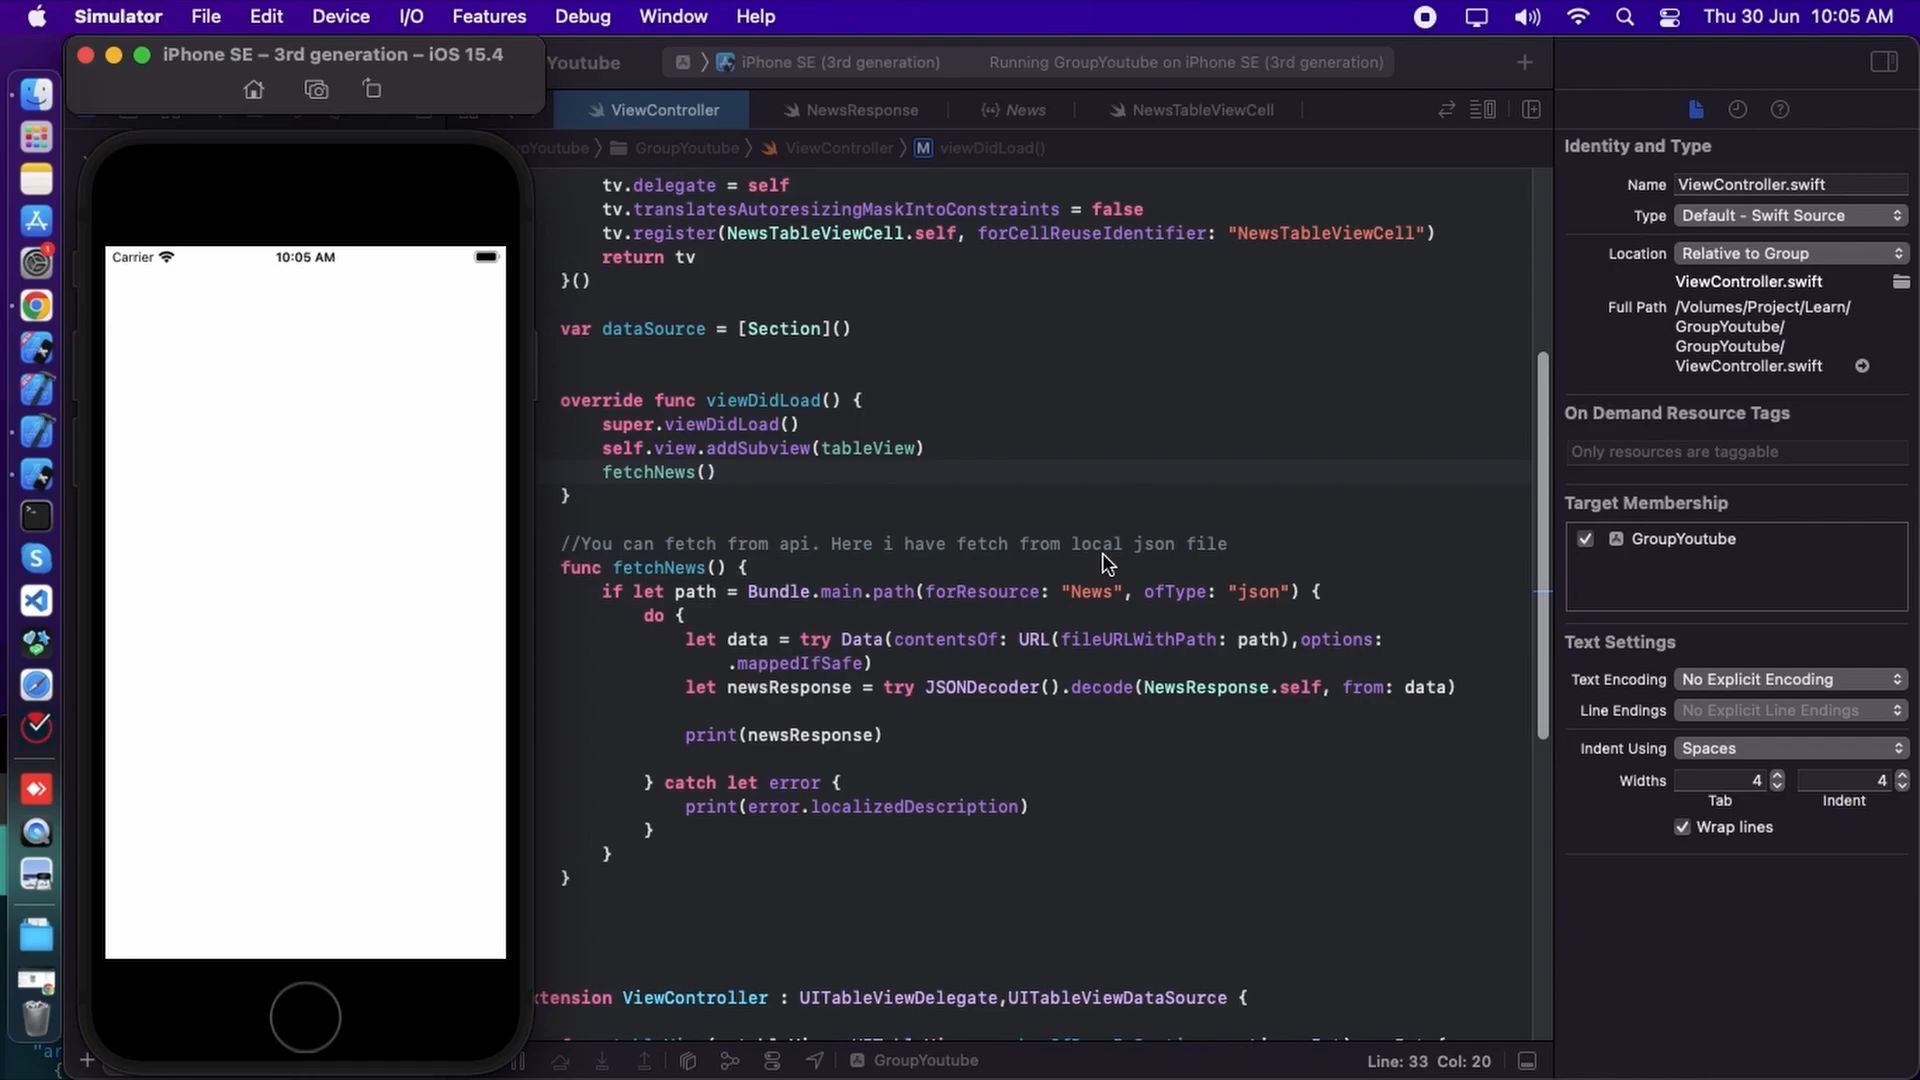 Simulator File Edit Device I/O Features Debug Window Help Thu 30 Jun 10:05 AM
iPhone SE – 3rd generation – iOS 15.4
Youtube iPhone SE (3rd generation) Running GroupYoutube on iPhone SE (3rd generation)
ViewController NewsResponse News NewsTableViewCell
GroupYoutube ViewController M viewDidLoad()
tv.delegate = self
tv.translatesAutoresizingMaskIntoConstraints = false
tv.register(NewsTableViewCell.self, forCellReuseIdentifier: "NewsTableViewCell")
return tv
}()
var dataSource = [Section]()
override func viewDidLoad() {
super.viewDidLoad()
self.view.addSubview(tableView)
fetchNews()
}
//You can fetch from api. Here i have fetch from local json file
func fetchNews() {
if let path = Bundle.main.path(forResource: "News", ofType: "json") {
do {
let data = try Data(contentsOf: URL(fileURLWithPath: path),options:
.mappedIfSafe)
let newsResponse = try JSONDecoder().decode(NewsResponse.self, from: data)
print(newsResponse)
} catch let error {
print(error.localizedDescription)
}
}
}
xtension ViewController : UITableViewDelegate,UITableViewDataSource {
GroupYoutube Line: 33 Col: 20
Carrier 10:05 AM
Identity and Type
Name ViewController.swift
Type Default - Swift Source
Location Relative to Group
ViewController.swift
Full Path /Volumes/Project/Learn/
GroupYoutube/
GroupYoutube/
ViewController.swift
On Demand Resource Tags
Only resources are taggable
Target Membership
GroupYoutube
Text Settings
Text Encoding No Explicit Encoding
Line Endings No Explicit Line Endings
Indent Using Spaces
Widths 4 4
Tab Indent
Wrap lines